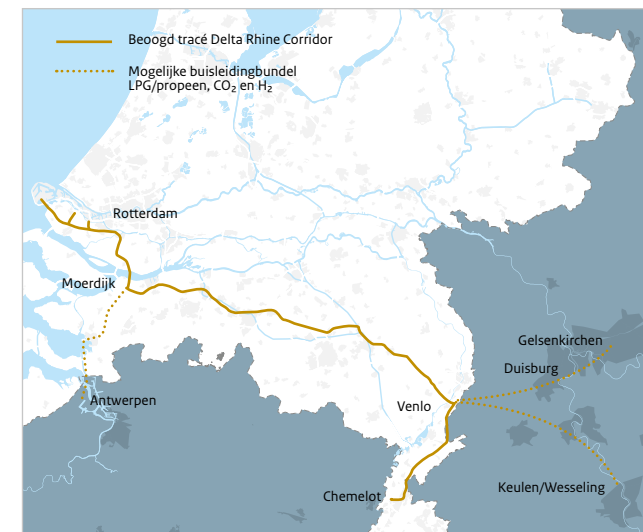 Beoogd tracé Delta Rhine Corridor
Mogelijke buisleidingbundel
LPG/propeen, CO₂ en H₂
Rotterdam
Moerdijk
Gelsenkirchen
Duisburg
Antwerpen
Venlo
Keulen/Wesseling
Chemelot